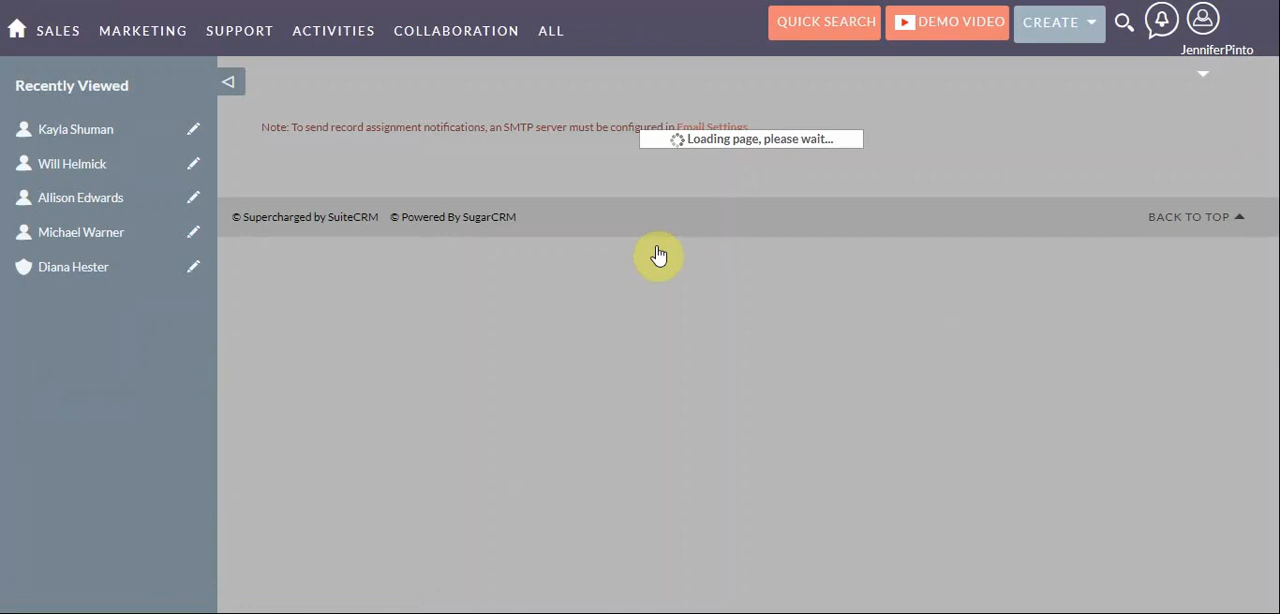 SALES MARKETING SUPPORT ACTIVITIES COLLABORATION ALL QUICK SEARCH DEMO VIDEO CREATE
JenniferPinto
Recently Viewed
Kayla Shuman
Will Helmick
Allison Edwards
Michael Warner
Diana Hester
Note: To send record assignment notifications, an SMTP server must be configured in Email Settings.
Loading page, please wait...
© Supercharged by SuiteCRM © Powered By SugarCRM BACK TO TOP